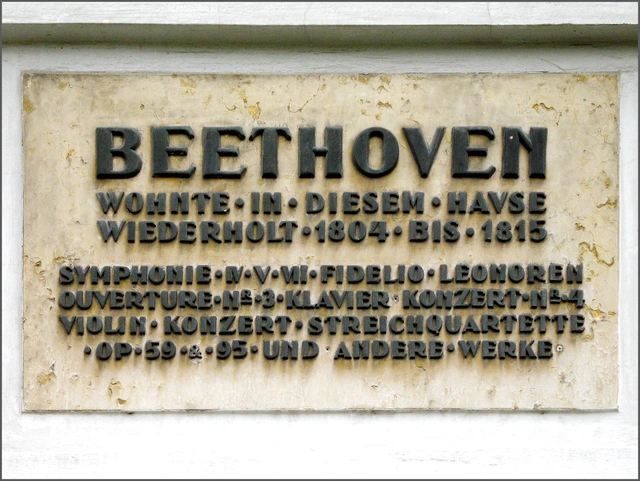 BEETHOVEN
WOHNTE · IN · DIESEM · HAVSE
WIEDERHOLT · 1804 · BIS · 1815
SYMPHONIE · IV · V · VII · FIDELIO · LEONOREN
OUVERTURE · No · 3 · KLAVIER · KONZERT · No · 4
VIOLIN · KONZERT · STREICHQUARTETTE
· OP · 59 · & · 95 · UND ANDERE · WERKE ·